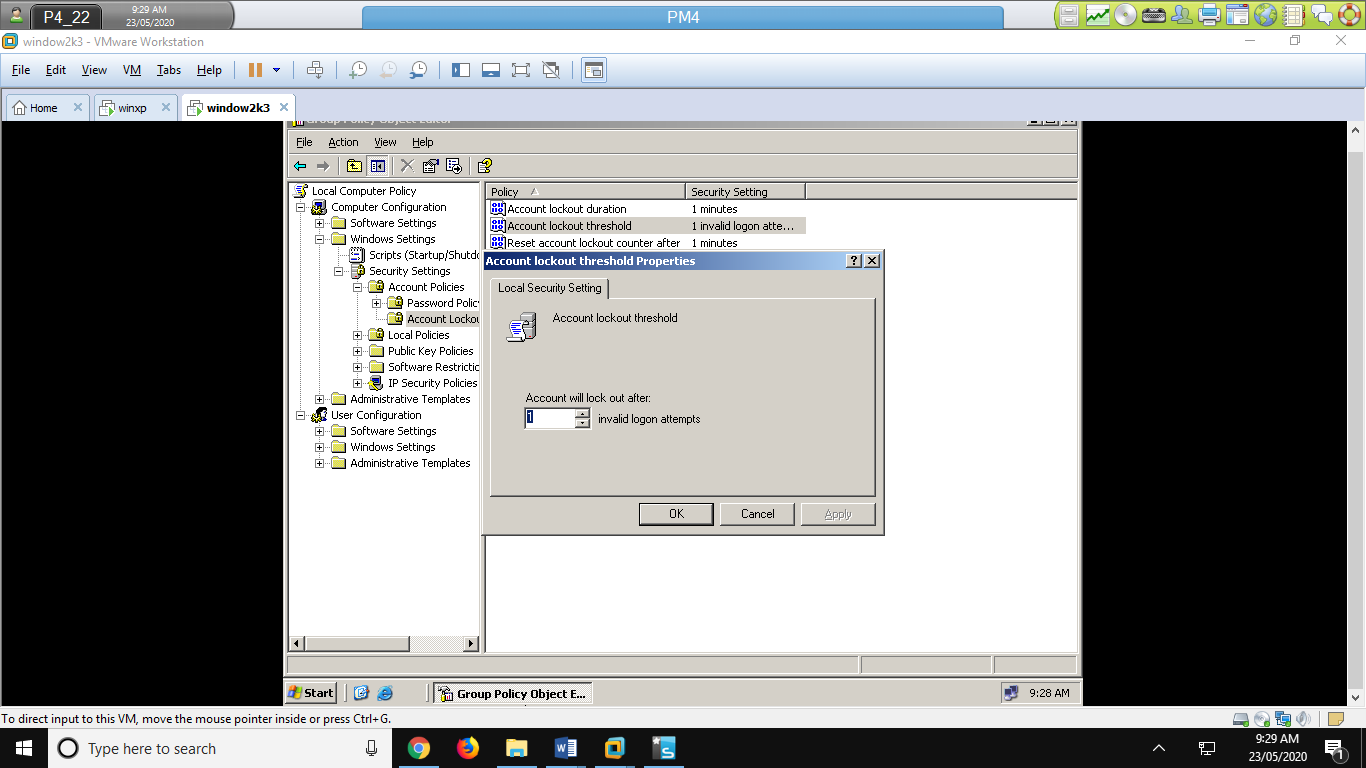 P4_22
9:29 AM
23/05/2020
PM4
window2k3 - VMware Workstation
File Edit View VM Tabs Help
Home winxp window2k3
Group Policy Object Editor
File Action View Help
Local Computer Policy
Computer Configuration
Software Settings
Windows Settings
Scripts (Startup/Shutdo
Security Settings
Account Policies
Password Policy
Account Lockou
Local Policies
Public Key Policies
Software Restrictio
IP Security Policies
Administrative Templates
User Configuration
Software Settings
Windows Settings
Administrative Templates
Policy Security Setting
Account lockout duration 1 minutes
Account lockout threshold 1 invalid logon atte...
Reset account lockout counter after 1 minutes
Account lockout threshold Properties
Local Security Setting
Account lockout threshold
Account will lock out after:
1 invalid logon attempts
OK Cancel Apply
Start Group Policy Object E... 9:28 AM
To direct input to this VM, move the mouse pointer inside or press Ctrl+G.
Type here to search
9:29 AM
23/05/2020
1